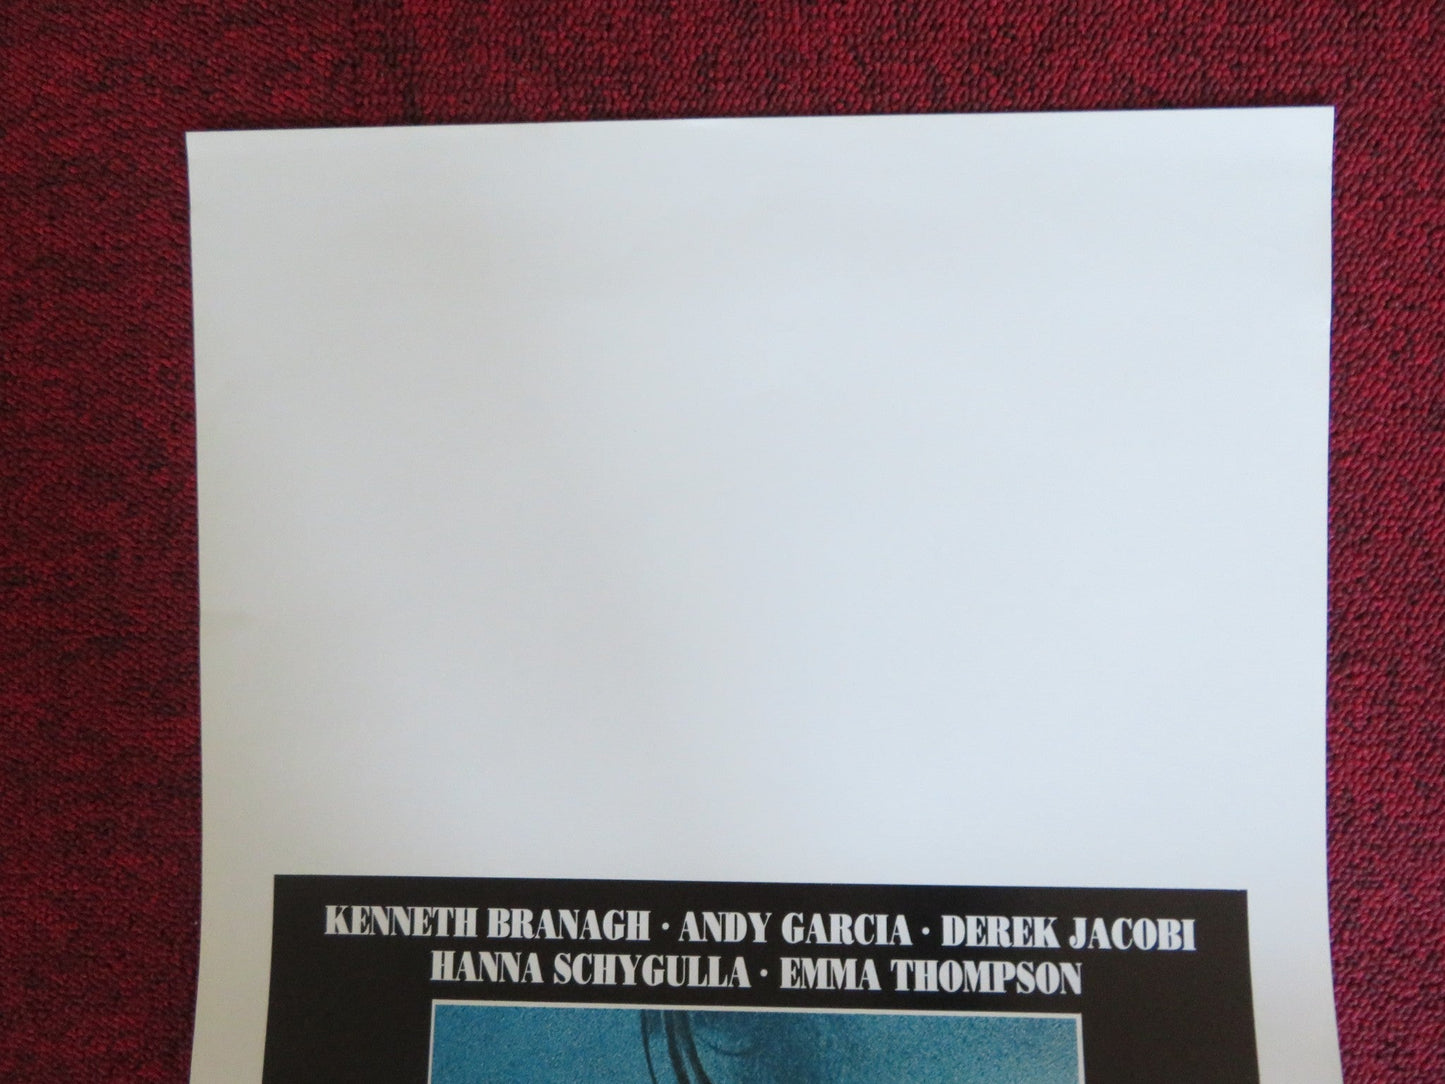 KENNETH BRANAGH · ANDY GARCIA · DEREK JACOBI
HANNA SCHYGULLA · EMMA THOMPSON